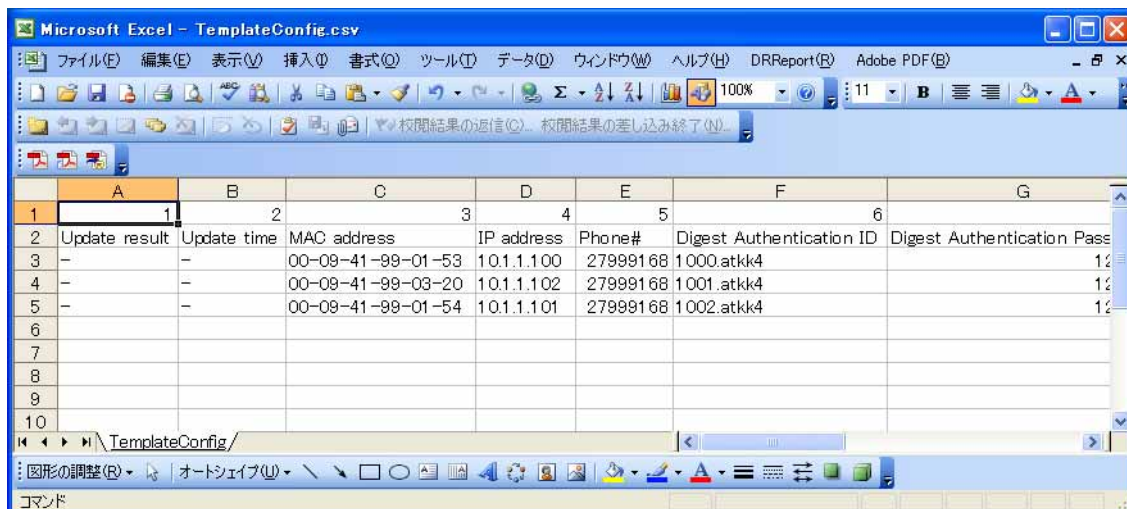 Microsoft Excel - TemplateConfig.csv
ファイル(F) 編集(E) 表示(V) 挿入(I) 書式(O) ツール(T) データ(D) ウィンドウ(W) ヘルプ(H) DRReport(R) Adobe PDF(B)
100% 11 B A
校閲結果の返信(C)... 校閲結果の差し込み終了(N)...
A B C D E F G
1 1 2 3 4 5 6
2 Update result Update time MAC address IP address Phone# Digest Authentication ID Digest Authentication Pass
3 - - 00-09-41-99-01-53 10.1.1.100 27999168 1000.atkk4 12
4 - - 00-09-41-99-03-20 10.1.1.102 27999168 1001.atkk4 12
5 - - 00-09-41-99-01-54 10.1.1.101 27999168 1002.atkk4 12
6
7
8
9
10
TemplateConfig
図形の調整(R) オートシェイプ(U)
コマンド